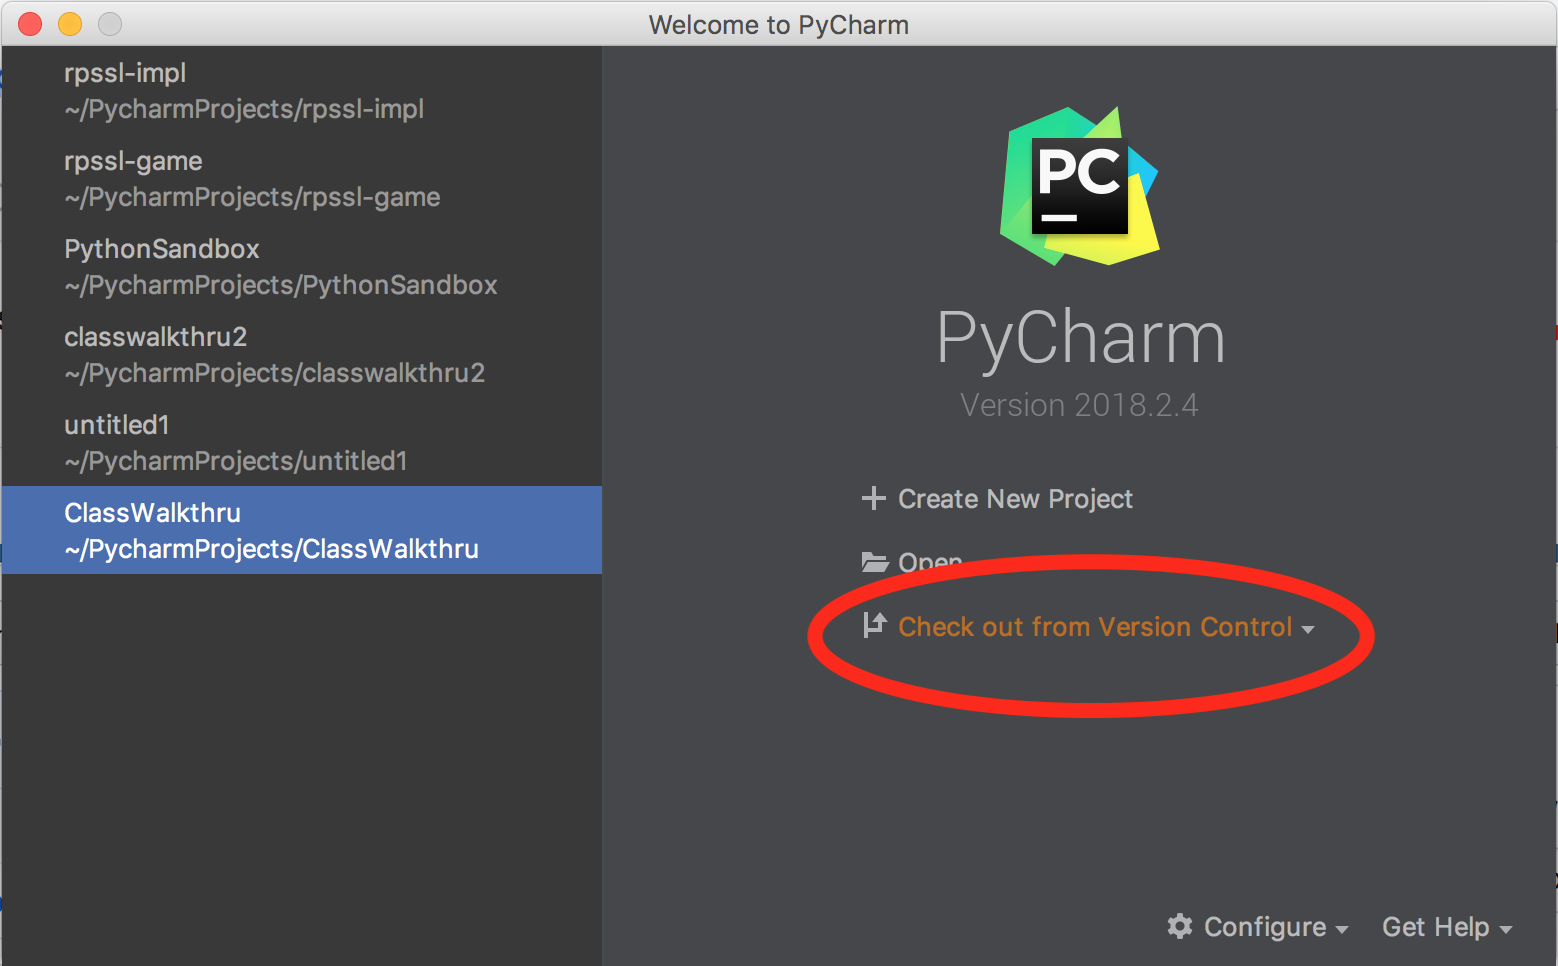 Welcome to PyCharm
rpssl-impl
~/PycharmProjects/rpssl-impl
rpssl-game
~/PycharmProjects/rpssl-game
PythonSandbox
~/PycharmProjects/PythonSandbox
classwalkthru2
~/PycharmProjects/classwalkthru2
untitled1
~/PycharmProjects/untitled1
ClassWalkthru
~/PycharmProjects/ClassWalkthru
PC
PyCharm
Version 2018.2.4
Create New Project
Open
Check out from Version Control
Configure
Get Help